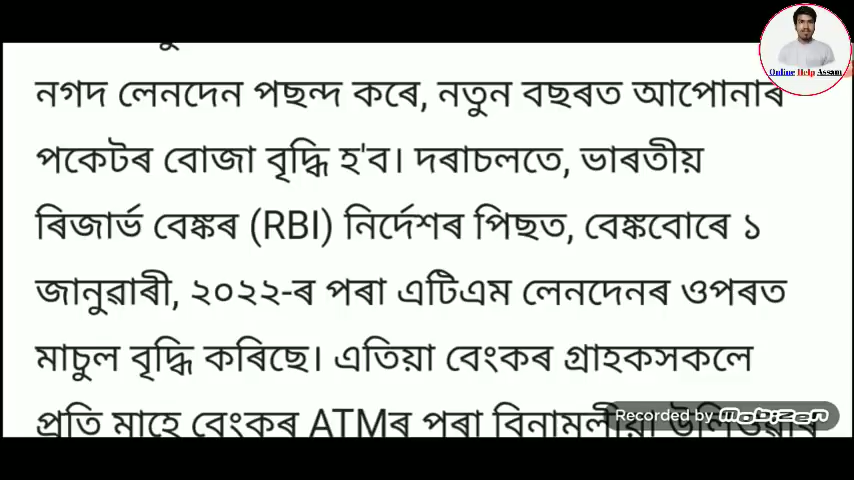 নগদ লেনদেন পছন্দ কৰে, নতুন বছৰত আপোনাৰ
পকেটৰ বোজা বৃদ্ধি হ'ব। দৰাচলতে, ভাৰতীয়
ৰিজাৰ্ভ বেঙ্কৰ (RBI) নিৰ্দেশৰ পিছত, বেঙ্কবোৰে ১
জানুৱাৰী, ২০২২-ৰ পৰা এটিএম লেনদেনৰ ওপৰত
মাচুল বৃদ্ধি কৰিছে। এতিয়া বেংকৰ গ্ৰাহকসকলে
প্ৰতি মাহে বেংকৰ ATMৰ পৰা
Online Help Assam
Recorded by MOBIZEN